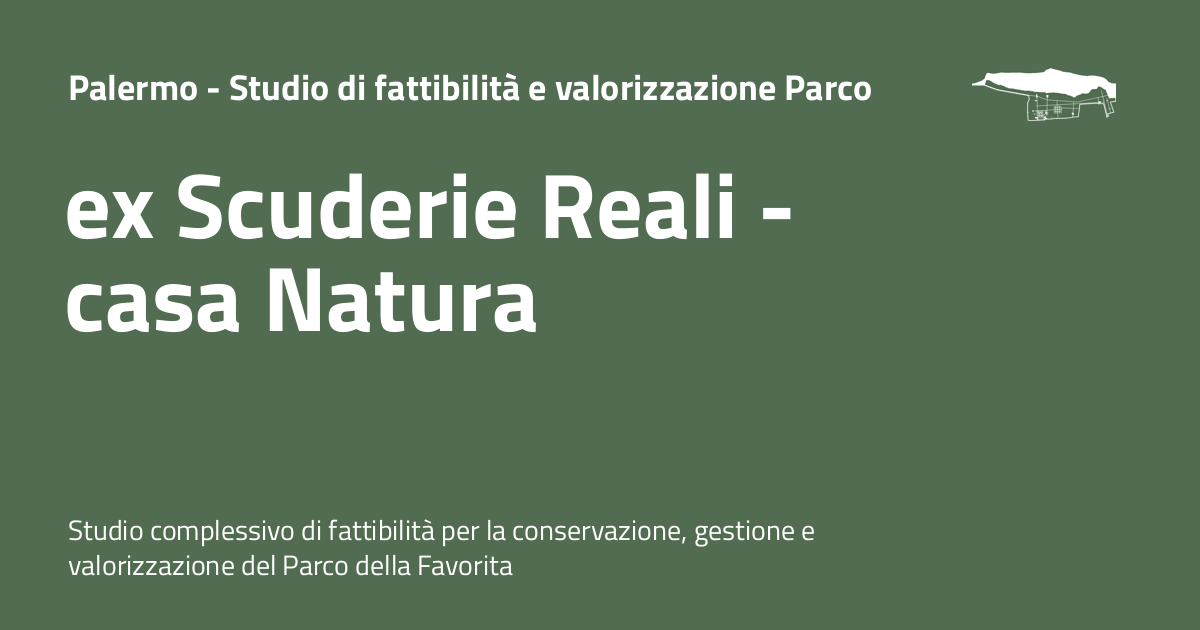 Palermo - Studio di fattibilità e valorizzazione Parco
ex Scuderie Reali -
casa Natura
Studio complessivo di fattibilità per la conservazione, gestione e
valorizzazione del Parco della Favorita